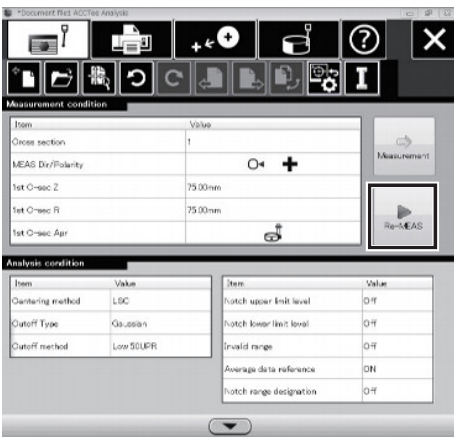 *Document file1 ACCTee Analysis
Measurement condition
Item Value
Cross section 1
MEAS Dir/Polarity
1st C-sec Z 75.00mm
1st C-sec R 75.00mm
1st C-sec Apr
Measurement
Re-MEAS
Analysis condition
Item Value
Centering method LSC
Cutoff Type Gaussian
Cutoff method Low 50UPR
Item Value
Notch upper limit level Off
Notch lower limit level Off
Invalid range Off
Average data reference ON
Notch range designation Off